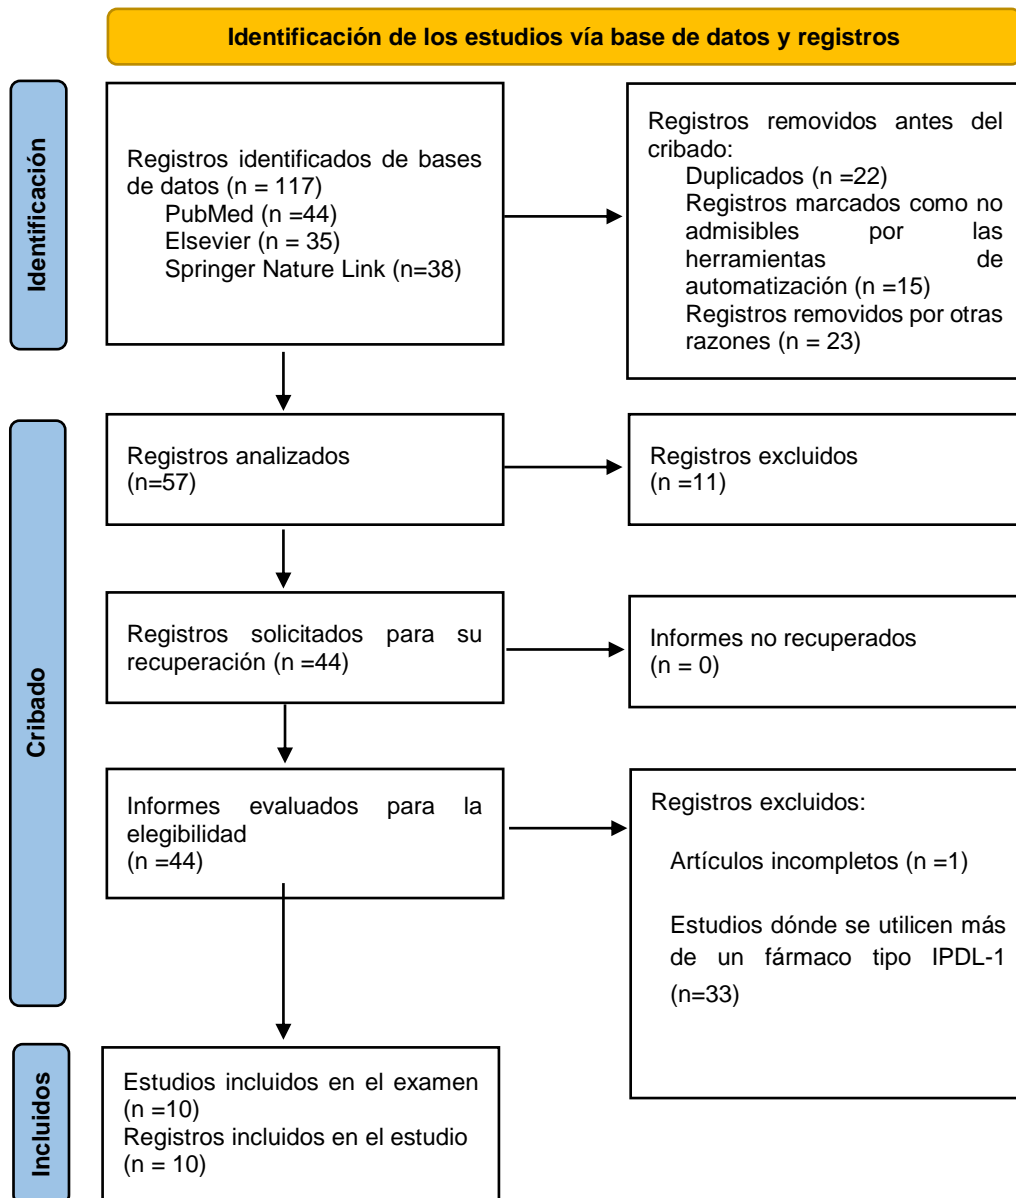 Identificación de los estudios vía base de datos y registros
Identificación
Registros identificados de bases
de datos (n = 117)
PubMed (n =44)
Elsevier (n = 35)
Springer Nature Link (n=38)
Registros removidos antes del
cribado:
Duplicados (n =22)
Registros marcados como no
admisibles por las
herramientas de
automatización (n =15)
Registros removidos por otras
razones (n = 23)
Cribado
Registros analizados
(n=57)
Registros excluidos
(n =11)
Registros solicitados para su
recuperación (n =44)
Informes no recuperados
(n = 0)
Informes evaluados para la
elegibilidad
(n =44)
Registros excluidos:
Artículos incompletos (n =1)
Estudios dónde se utilicen más
de un fármaco tipo IPDL-1
(n=33)
Incluidos
Estudios incluidos en el examen
(n =10)
Registros incluidos en el estudio
(n = 10)